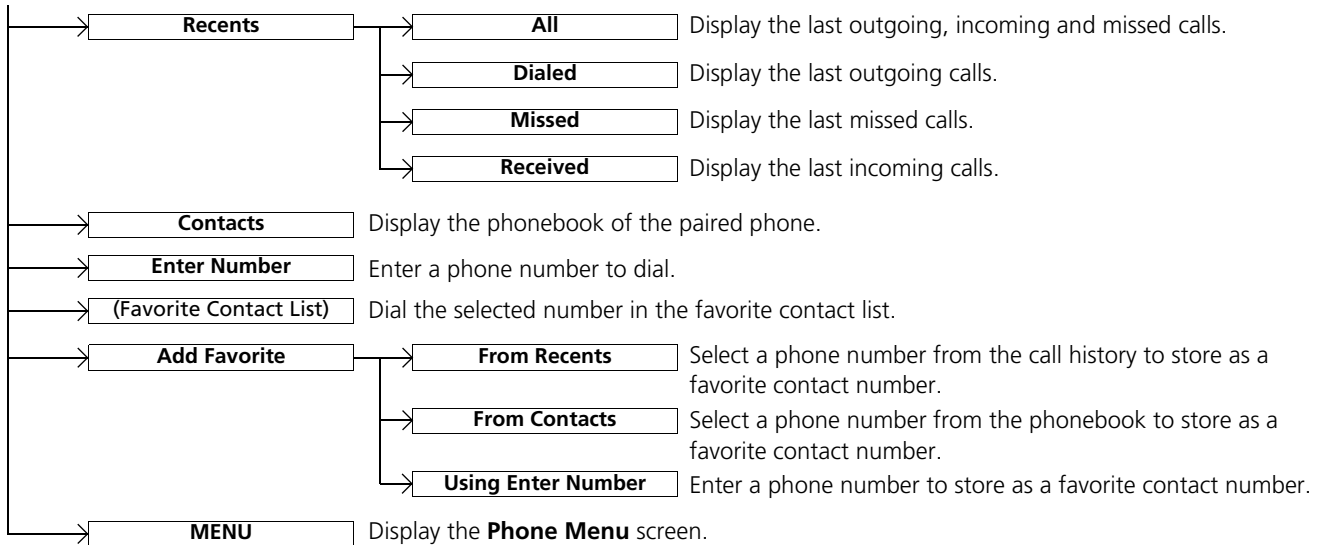 Recents All Display the last outgoing, incoming and missed calls.
Dialed Display the last outgoing calls.
Missed Display the last missed calls.
Received Display the last incoming calls.
Contacts Display the phonebook of the paired phone.
Enter Number Enter a phone number to dial.
(Favorite Contact List) Dial the selected number in the favorite contact list.
Add Favorite From Recents Select a phone number from the call history to store as a
favorite contact number.
From Contacts Select a phone number from the phonebook to store as a
favorite contact number.
Using Enter Number Enter a phone number to store as a favorite contact number.
MENU Display the Phone Menu screen.